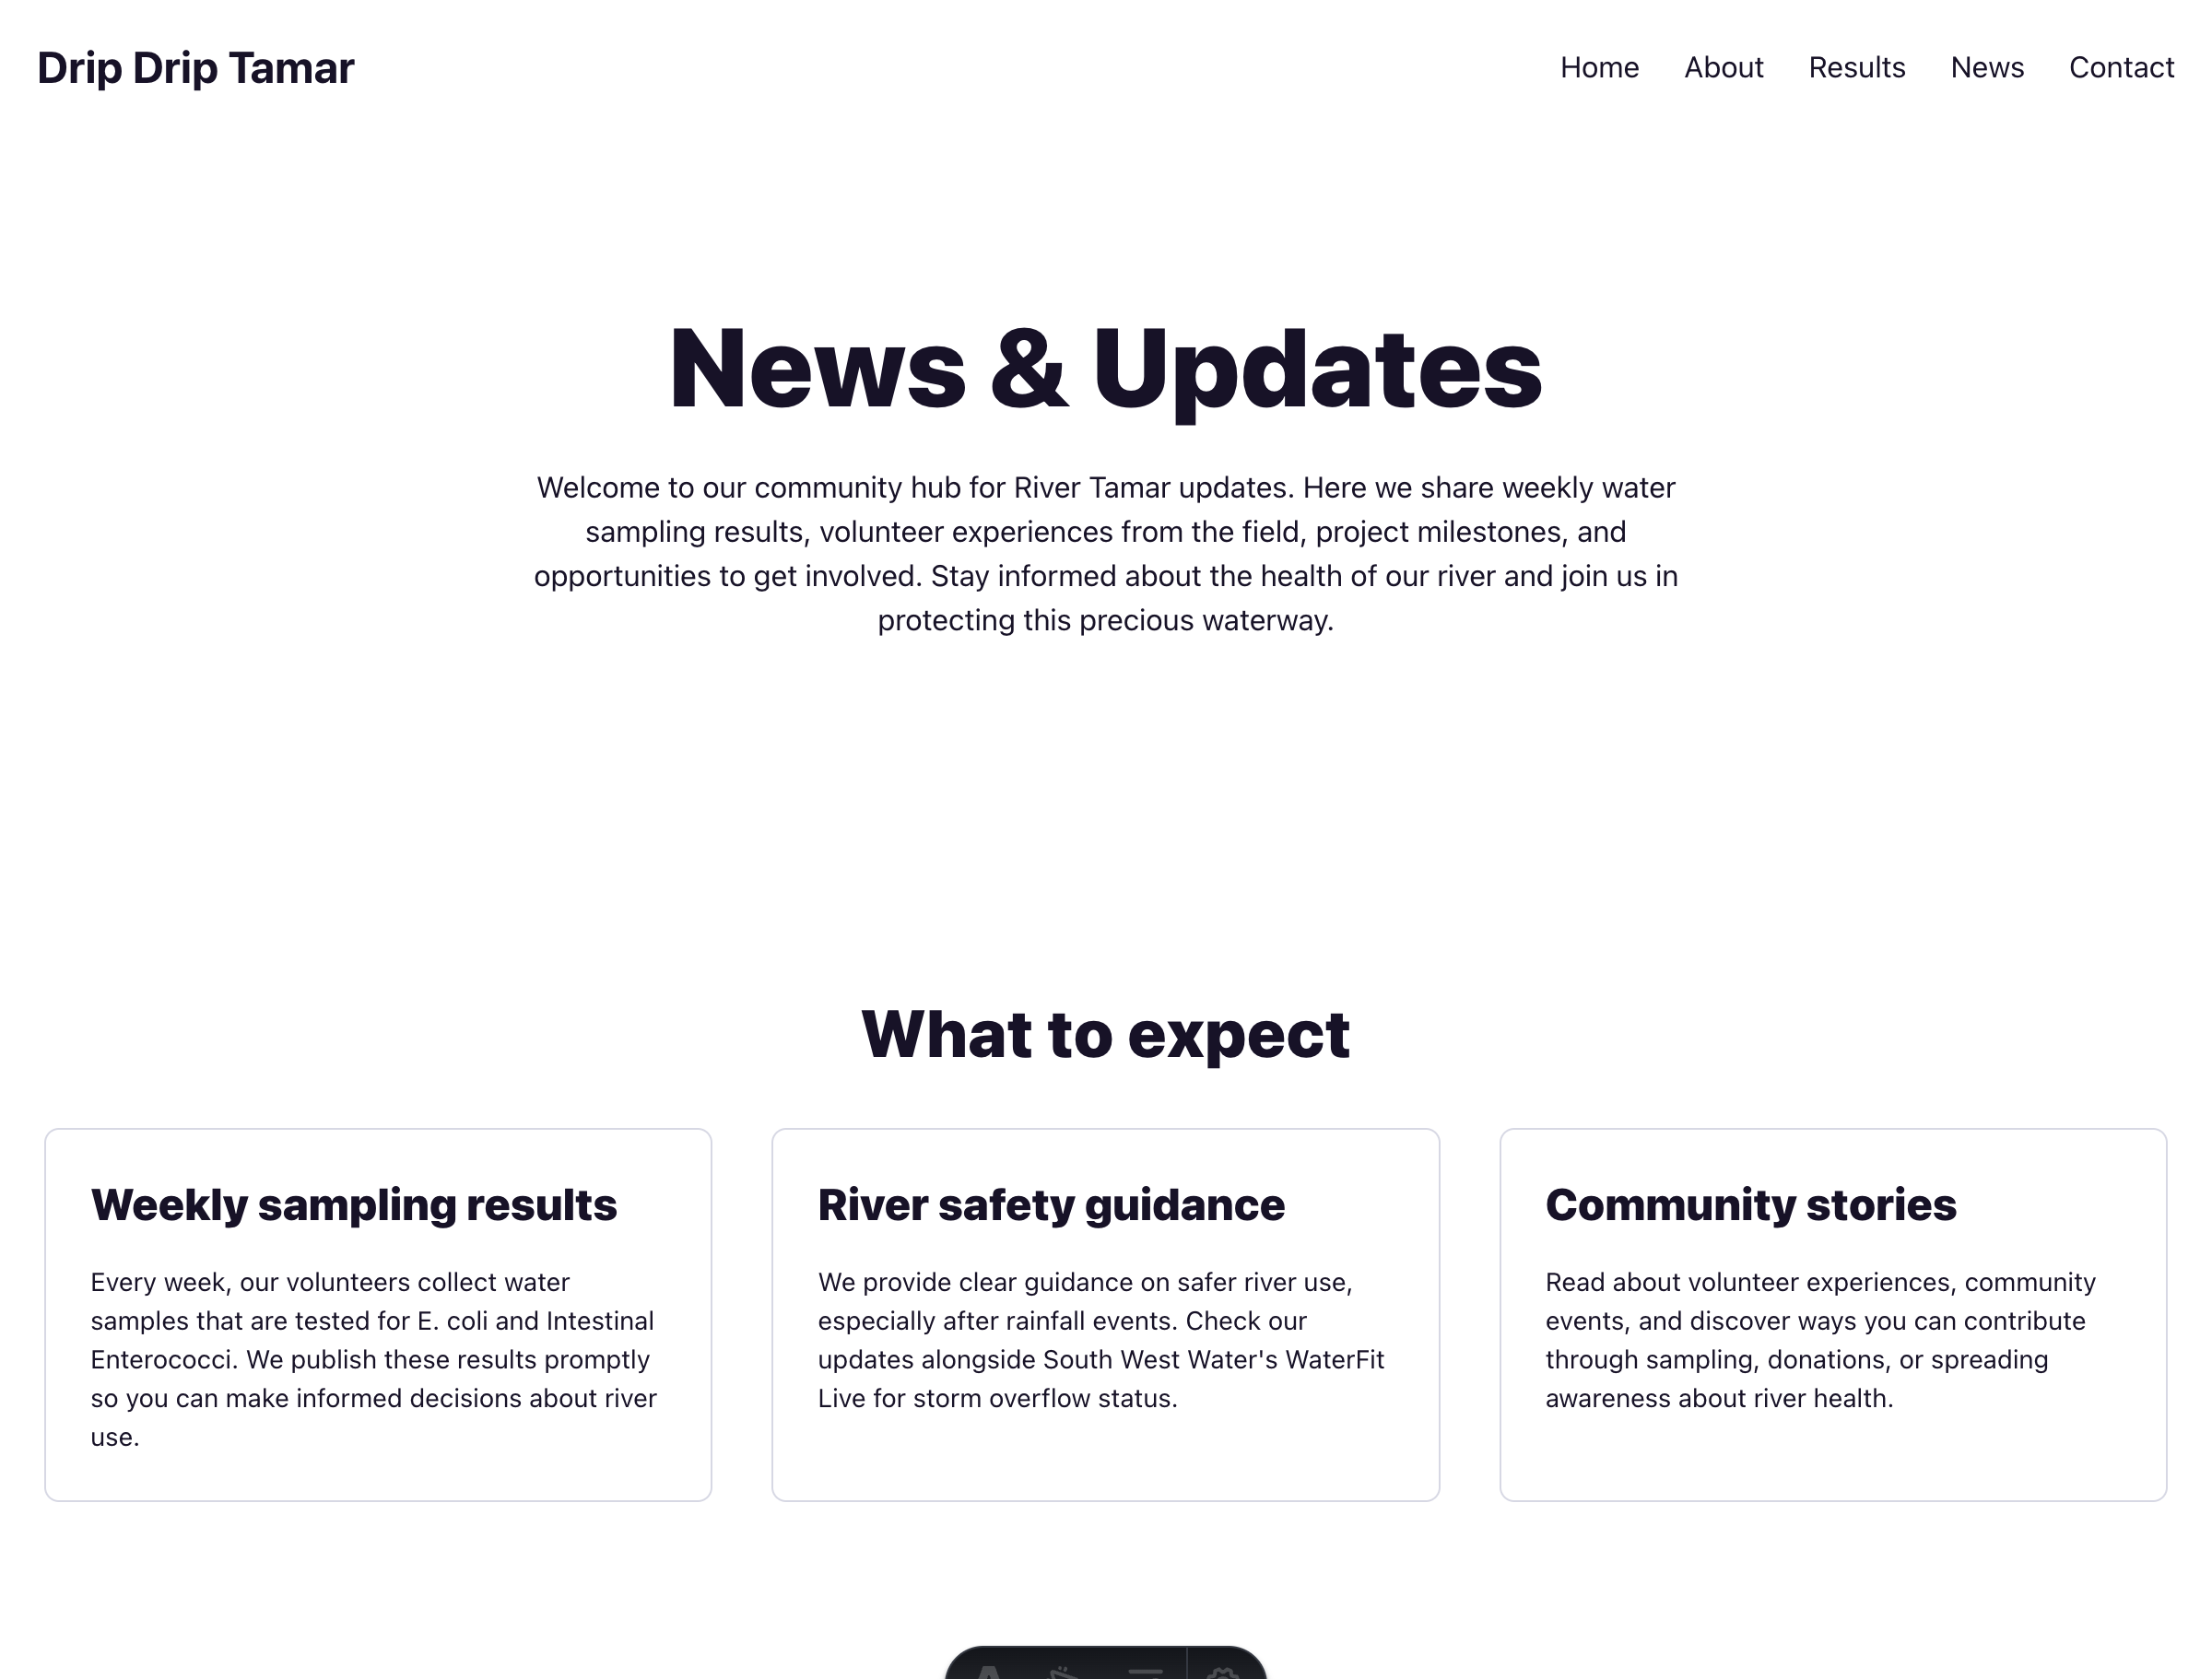 Drip Drip Tamar
Home About Results News Contact
News & Updates
Welcome to our community hub for River Tamar updates. Here we share weekly water
sampling results, volunteer experiences from the field, project milestones, and
opportunities to get involved. Stay informed about the health of our river and join us in
protecting this precious waterway.
What to expect
Weekly sampling results
Every week, our volunteers collect water
samples that are tested for E. coli and Intestinal
Enterococci. We publish these results promptly
so you can make informed decisions about river
use.
River safety guidance
We provide clear guidance on safer river use,
especially after rainfall events. Check our
updates alongside South West Water's WaterFit
Live for storm overflow status.
Community stories
Read about volunteer experiences, community
events, and discover ways you can contribute
through sampling, donations, or spreading
awareness about river health.